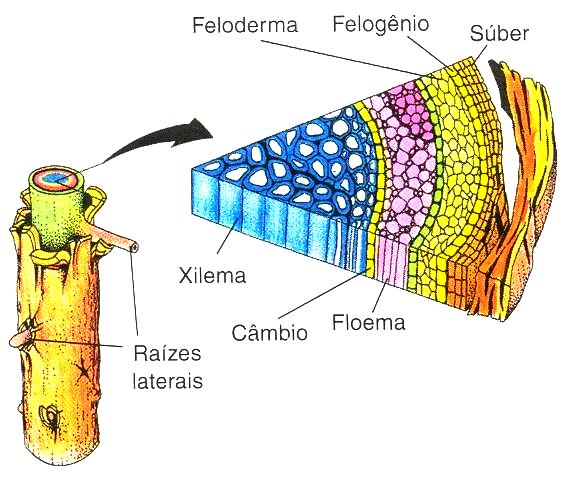 Feloderma
Felogênio
Súber
Xilema
Câmbio
Floema
Raízes
laterais